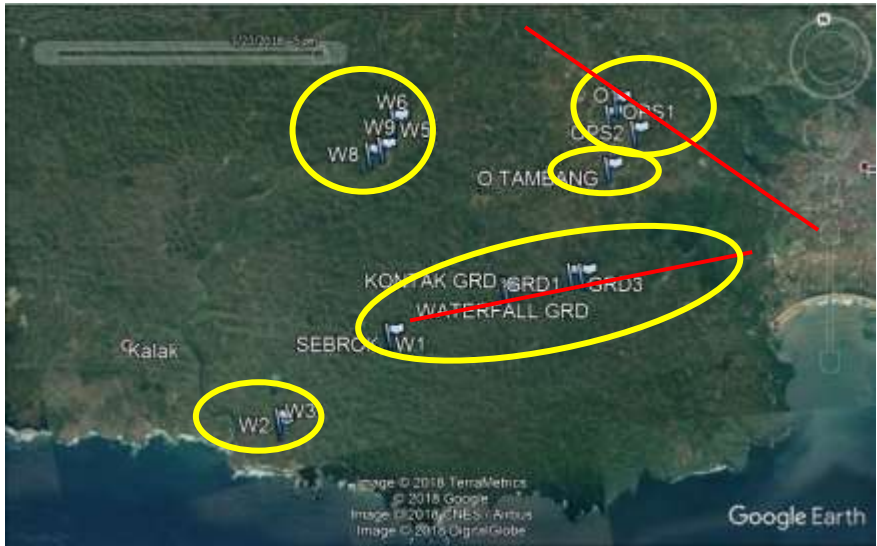 W6
W9
W5
W8
OPS1
OPS2
O TAMBANG
KONTAK GRD
GRD1
GRD3
WATERFALL GRD
SEBROK
W1
Kalak
W3
W2
Image © 2018 TerraMetrics
© 2018 Google
Image © 2018 CNES / Airbus
Image © 2018 DigitalGlobe
Google Earth